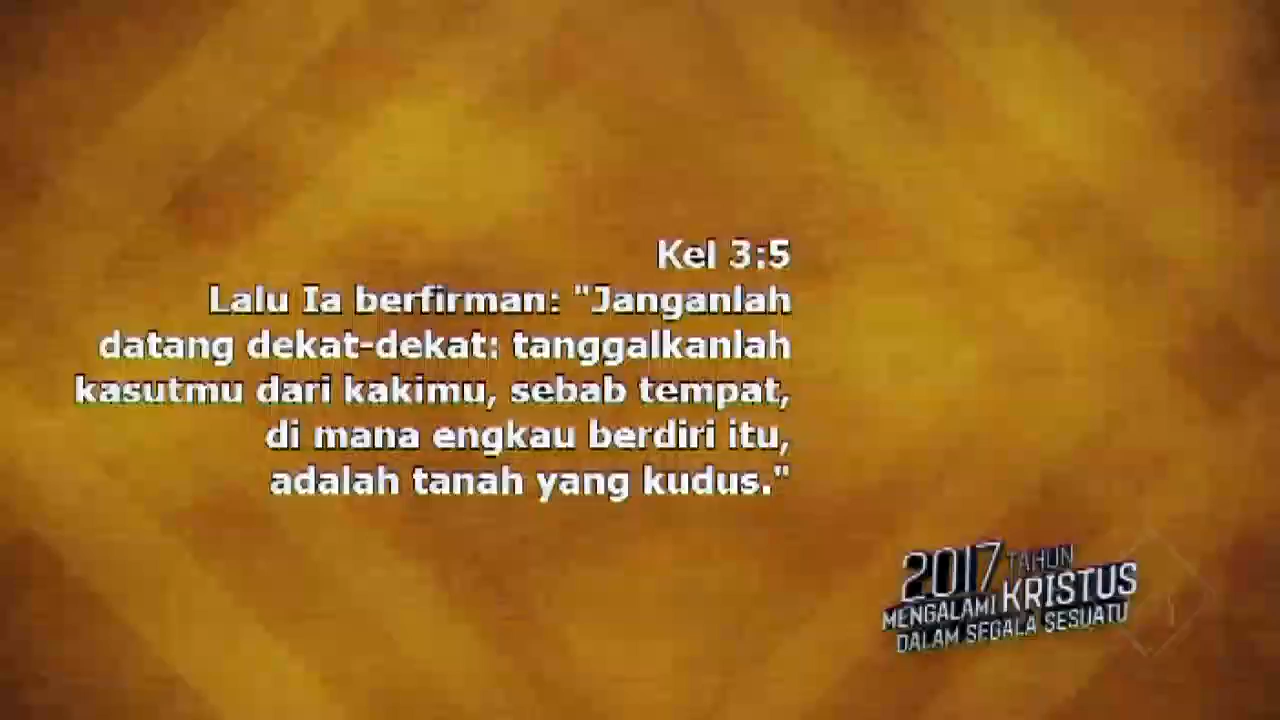 Kel 3:5
Lalu Ia berfirman: "Janganlah
datang dekat-dekat: tanggalkanlah
kasutmu dari kakimu, sebab tempat,
di mana engkau berdiri itu,
adalah tanah yang kudus."
2017 TAHUN
MENGALAMI KRISTUS
DALAM SEGALA SESUATU